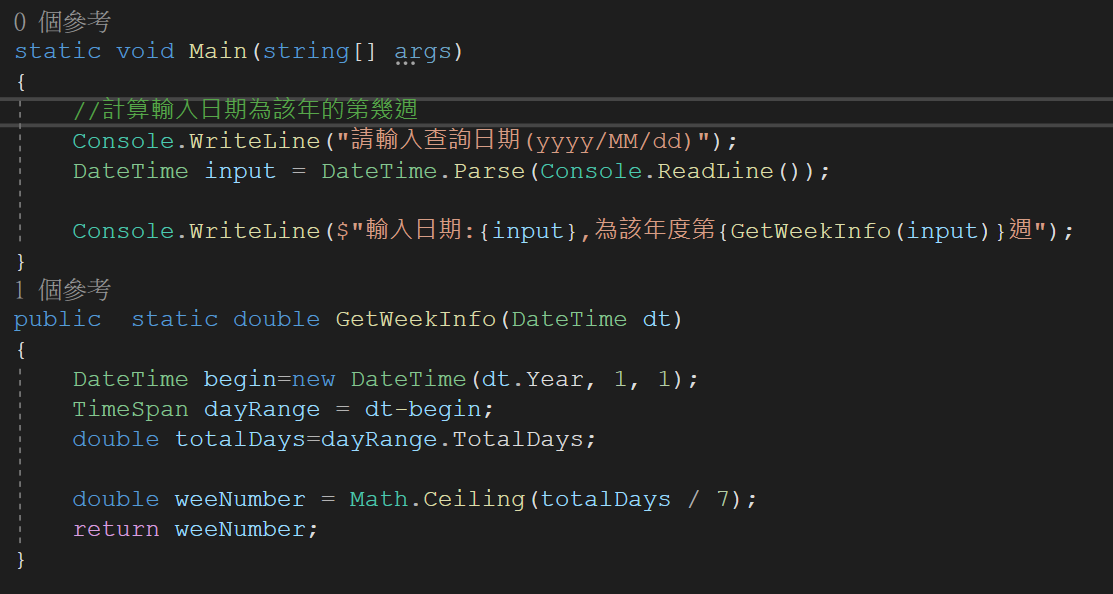 0 個參考
static void Main(string[] args)
{
//計算輸入日期為該年的第幾週
Console.WriteLine("請輸入查詢日期(yyyy/MM/dd)");
DateTime input = DateTime.Parse(Console.ReadLine());
Console.WriteLine($"輸入日期:{input},為該年度第{GetWeekInfo(input)}週");
}
1 個參考
public  static double GetWeekInfo(DateTime dt)
{
DateTime begin=new DateTime(dt.Year, 1, 1);
TimeSpan dayRange = dt-begin;
double totalDays=dayRange.TotalDays;
double weeNumber = Math.Ceiling(totalDays / 7);
return weeNumber;
}